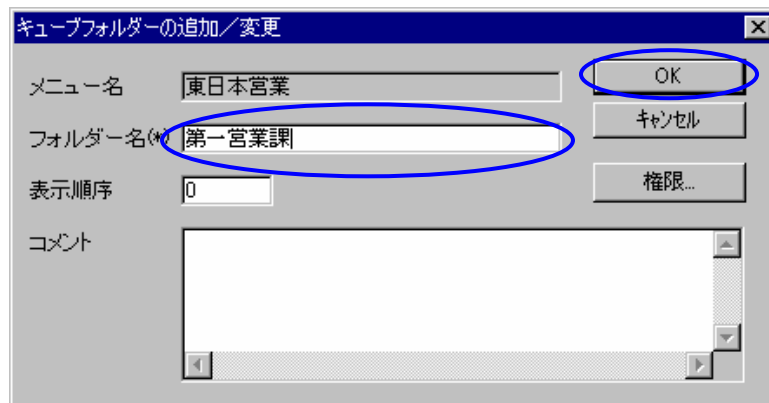 キューブフォルダーの追加／変更
メニュー名 東日本営業 OK
フォルダー名(*) 第一営業課 キャンセル
表示順序 0 権限...
コメント